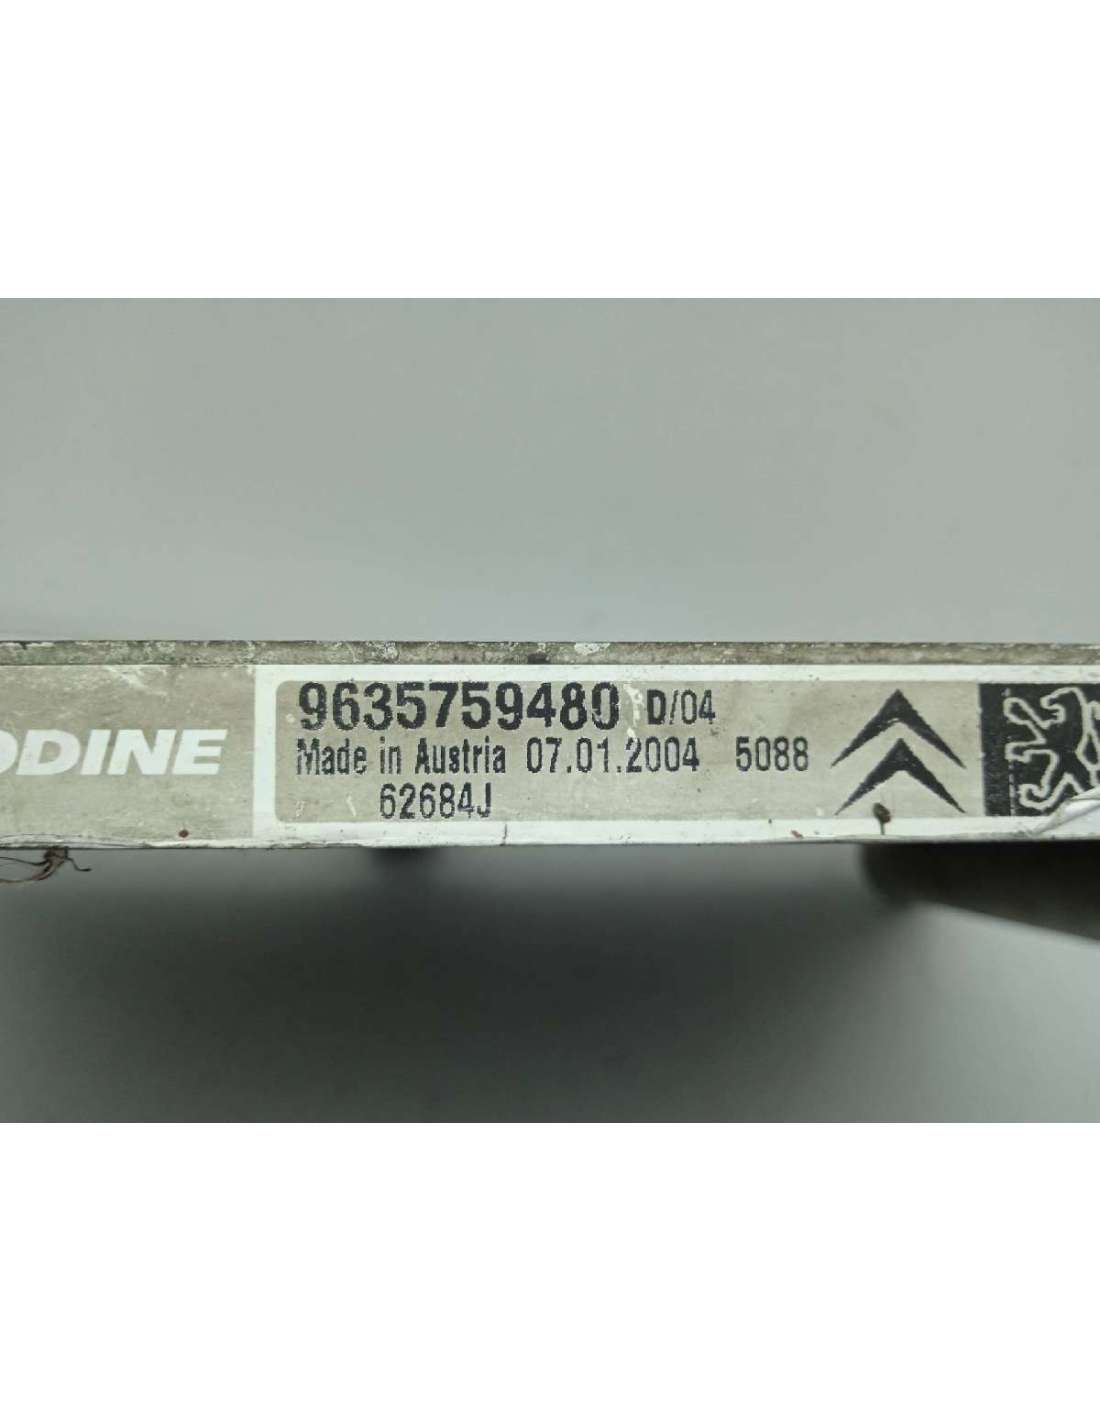 ODINE
9635759480 D/04
Made in Austria 07.01.2004 5088
62684J